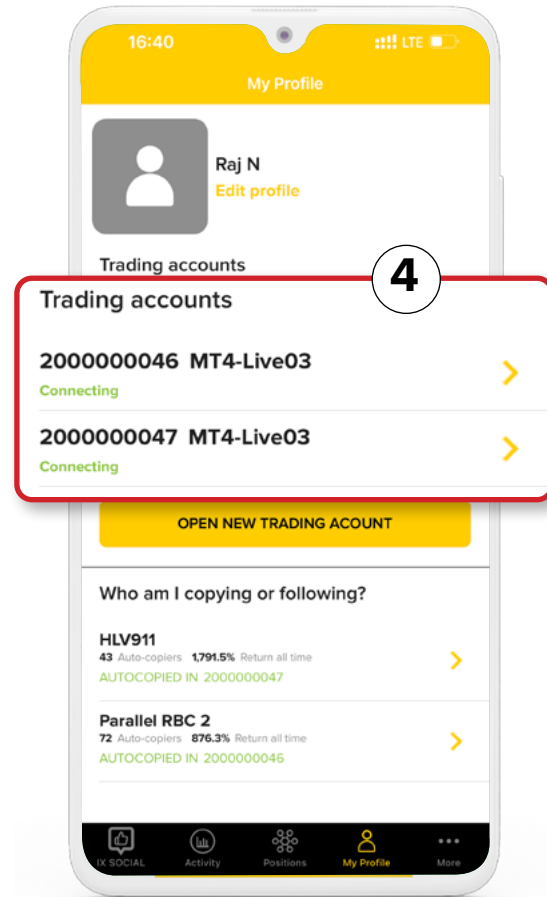 16:40
LTE
My Profile
Raj N
Edit profile
Trading accounts
4
Trading accounts
2000000046 MT4-Live03
Connecting
2000000047 MT4-Live03
Connecting
OPEN NEW TRADING ACOUNT
Who am I copying or following?
HLV911
43 Auto-copiers 1,791.5% Return all time
AUTOCOPIED IN 2000000047
Parallel RBC 2
72 Auto-copiers 876.3% Return all time
AUTOCOPIED IN 2000000046
IX SOCIAL Activity Positions My Profile More